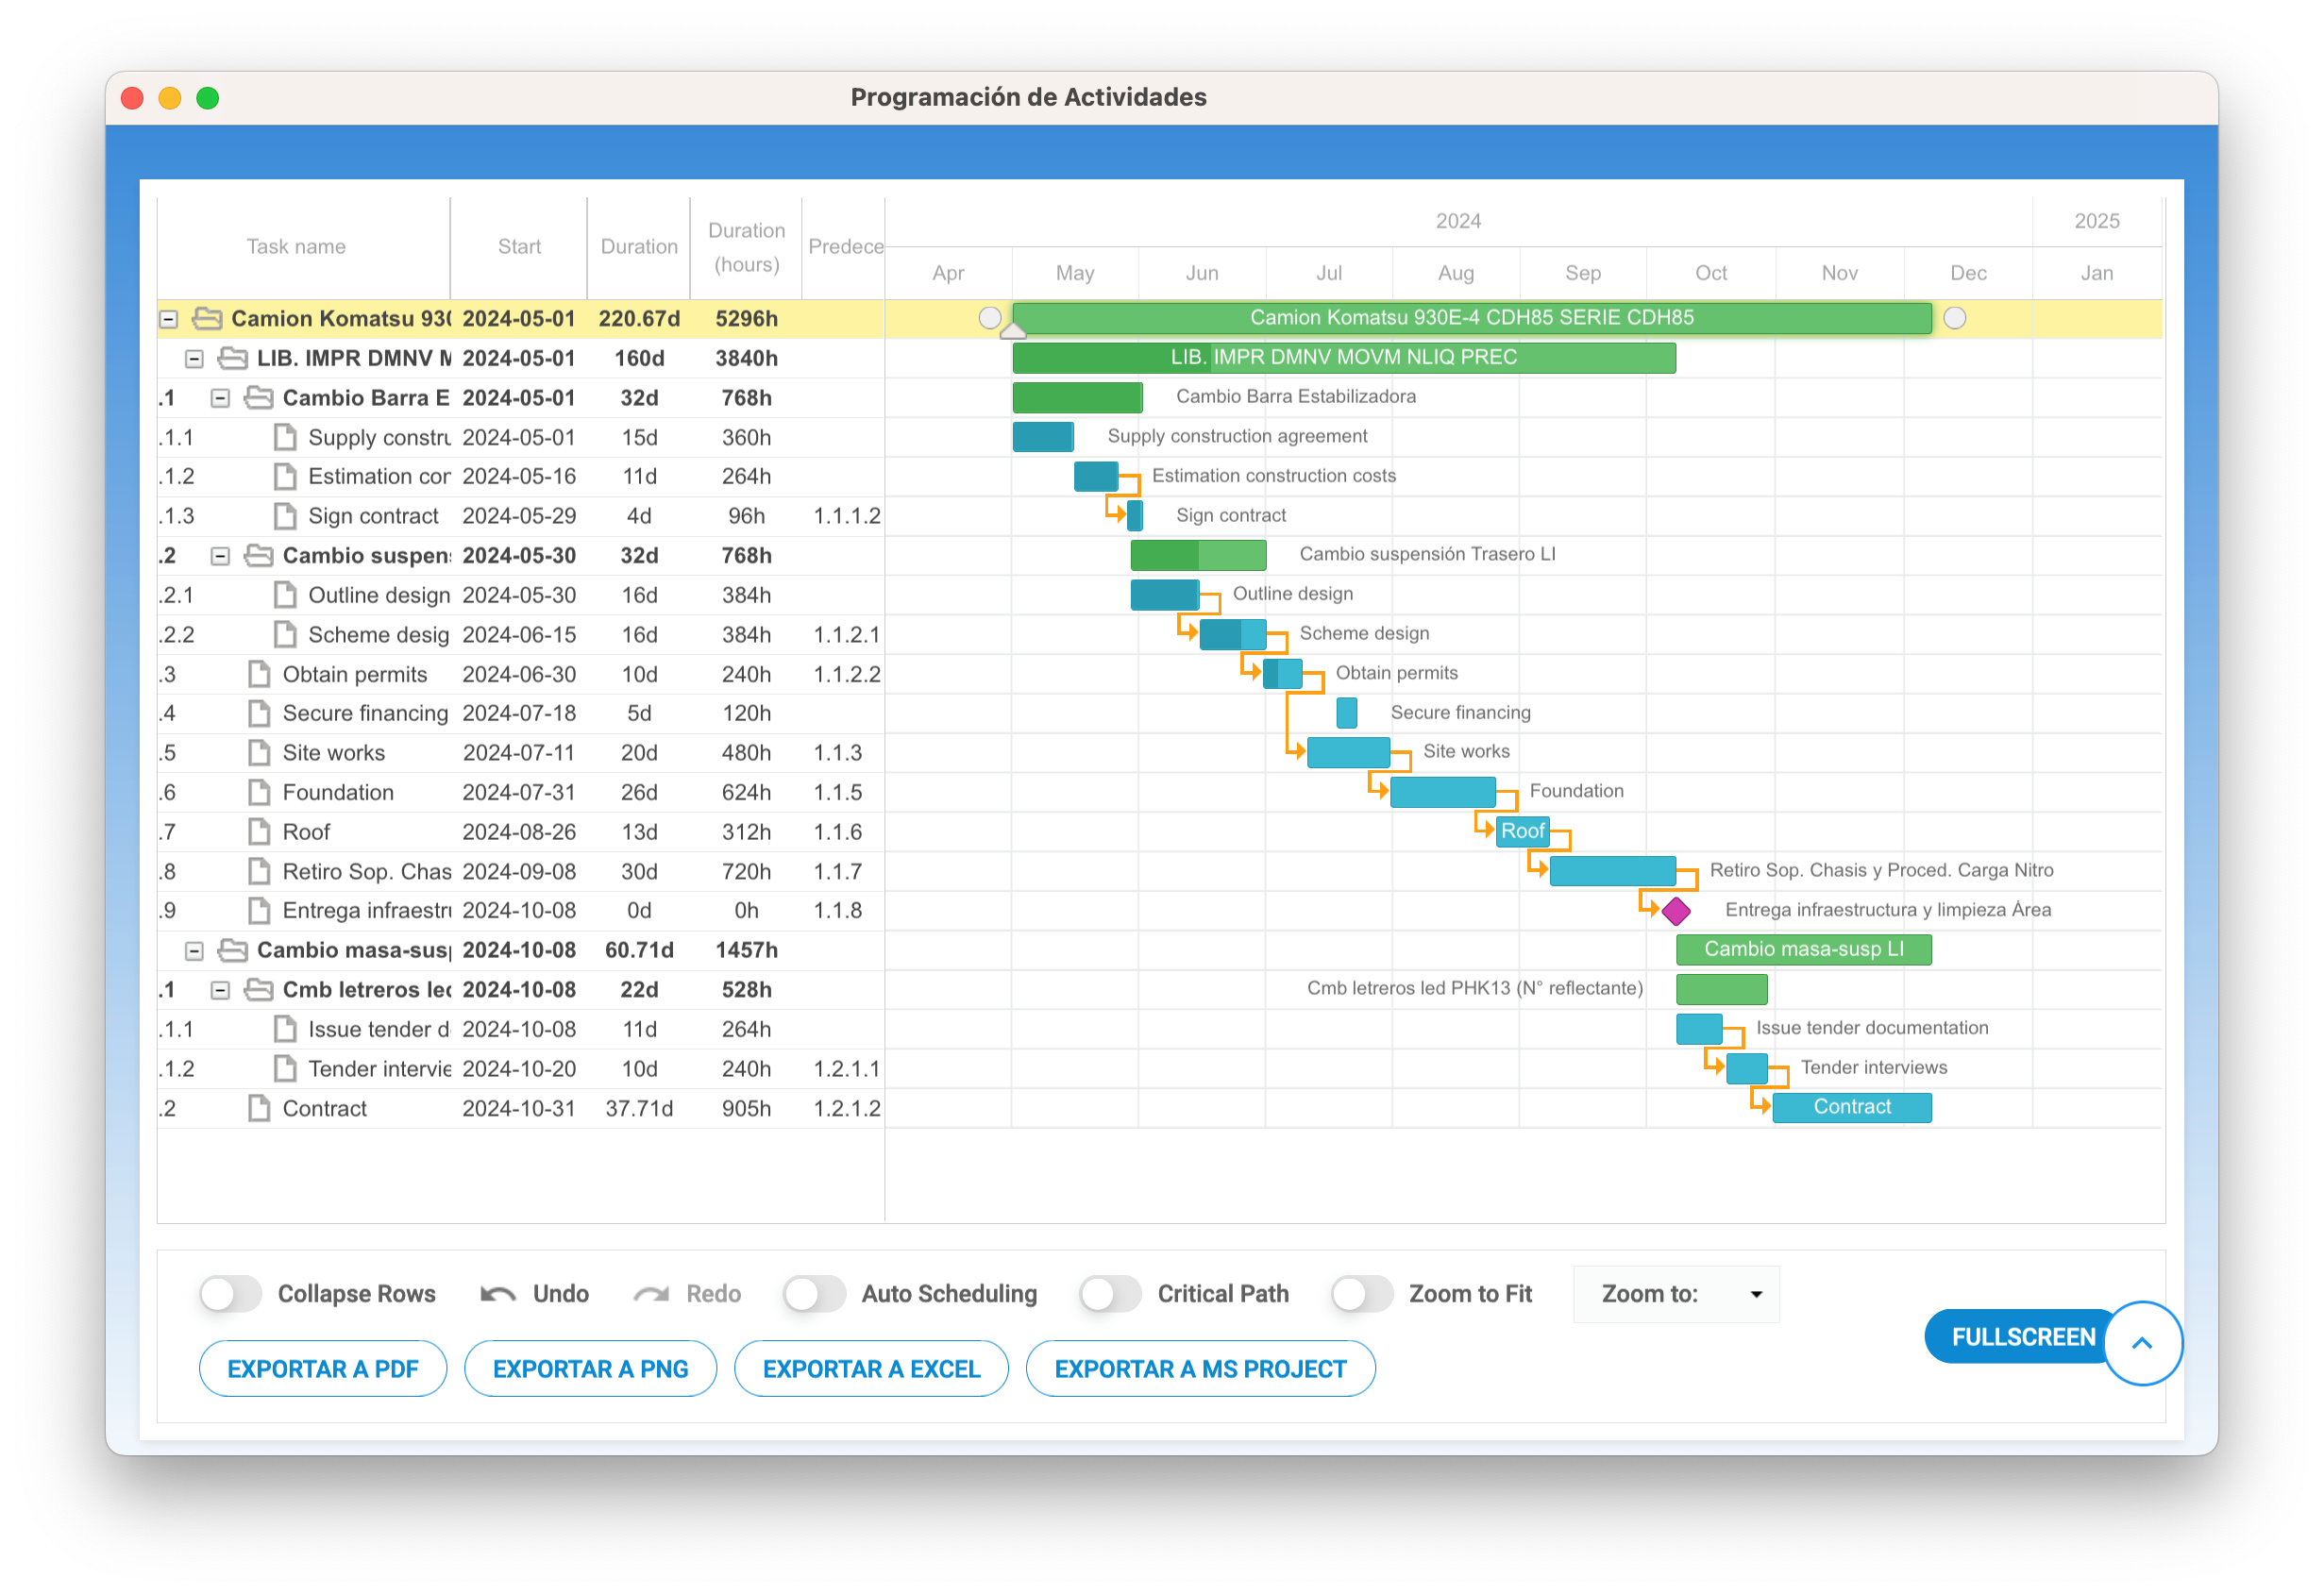 Programación de Actividades
Task name Start Duration Duration (hours) Predece
2024 2025
Apr May Jun Jul Aug Sep Oct Nov Dec Jan
Camion Komatsu 930 2024-05-01 220.67d 5296h Camion Komatsu 930E-4 CDH85 SERIE CDH85
LIB. IMPR DMNV M 2024-05-01 160d 3840h LIB. IMPR DMNV MOVM NLIQ PREC
.1 Cambio Barra E 2024-05-01 32d 768h Cambio Barra Estabilizadora
.1.1 Supply constru 2024-05-01 15d 360h Supply construction agreement
.1.2 Estimation con 2024-05-16 11d 264h Estimation construction costs
.1.3 Sign contract 2024-05-29 4d 96h 1.1.1.2 Sign contract
.2 Cambio suspens 2024-05-30 32d 768h Cambio suspensión Trasero LI
.2.1 Outline design 2024-05-30 16d 384h Outline design
.2.2 Scheme desig 2024-06-15 16d 384h 1.1.2.1 Scheme design
.3 Obtain permits 2024-06-30 10d 240h 1.1.2.2 Obtain permits
.4 Secure financing 2024-07-18 5d 120h Secure financing
.5 Site works 2024-07-11 20d 480h 1.1.3 Site works
.6 Foundation 2024-07-31 26d 624h 1.1.5 Foundation
.7 Roof 2024-08-26 13d 312h 1.1.6 Roof
.8 Retiro Sop. Chas 2024-09-08 30d 720h 1.1.7 Retiro Sop. Chasis y Proced. Carga Nitro
.9 Entrega infraestru 2024-10-08 0d 0h 1.1.8 Entrega infraestructura y limpieza Área
Cambio masa-susp 2024-10-08 60.71d 1457h Cambio masa-susp LI
.1 Cmb letreros led 2024-10-08 22d 528h Cmb letreros led PHK13 (N° reflectante)
.1.1 Issue tender d 2024-10-08 11d 264h Issue tender documentation
.1.2 Tender intervie 2024-10-20 10d 240h 1.2.1.1 Tender interviews
.2 Contract 2024-10-31 37.71d 905h 1.2.1.2 Contract
Collapse Rows Undo Redo Auto Scheduling Critical Path Zoom to Fit Zoom to:
FULLSCREEN
EXPORTAR A PDF EXPORTAR A PNG EXPORTAR A EXCEL EXPORTAR A MS PROJECT